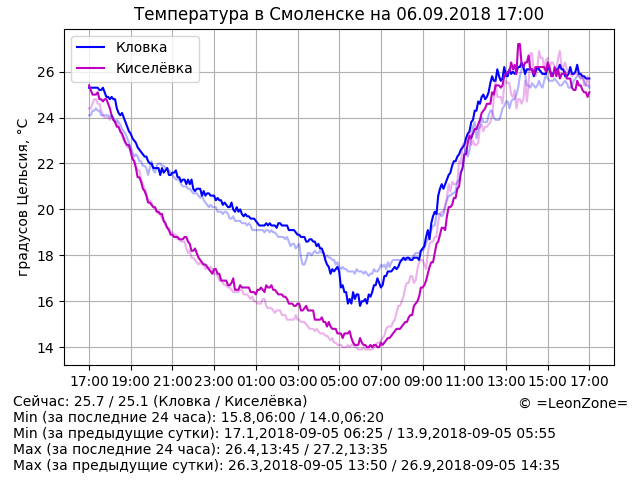 Температура в Смоленске на 06.09.2018 17:00
Кловка
Киселёвка
градусов Цельсия, °C
26
24
22
20
18
16
14
17:00 19:00 21:00 23:00 01:00 03:00 05:00 07:00 09:00 11:00 13:00 15:00 17:00
Сейчас: 25.7 / 25.1 (Кловка / Киселёвка)
© =LeonZone=
Min (за последние 24 часа): 15.8,06:00 / 14.0,06:20
Min (за предыдущие сутки): 17.1,2018-09-05 06:25 / 13.9,2018-09-05 05:55
Max (за последние 24 часа): 26.4,13:45 / 27.2,13:35
Max (за предыдущие сутки): 26.3,2018-09-05 13:50 / 26.9,2018-09-05 14:35